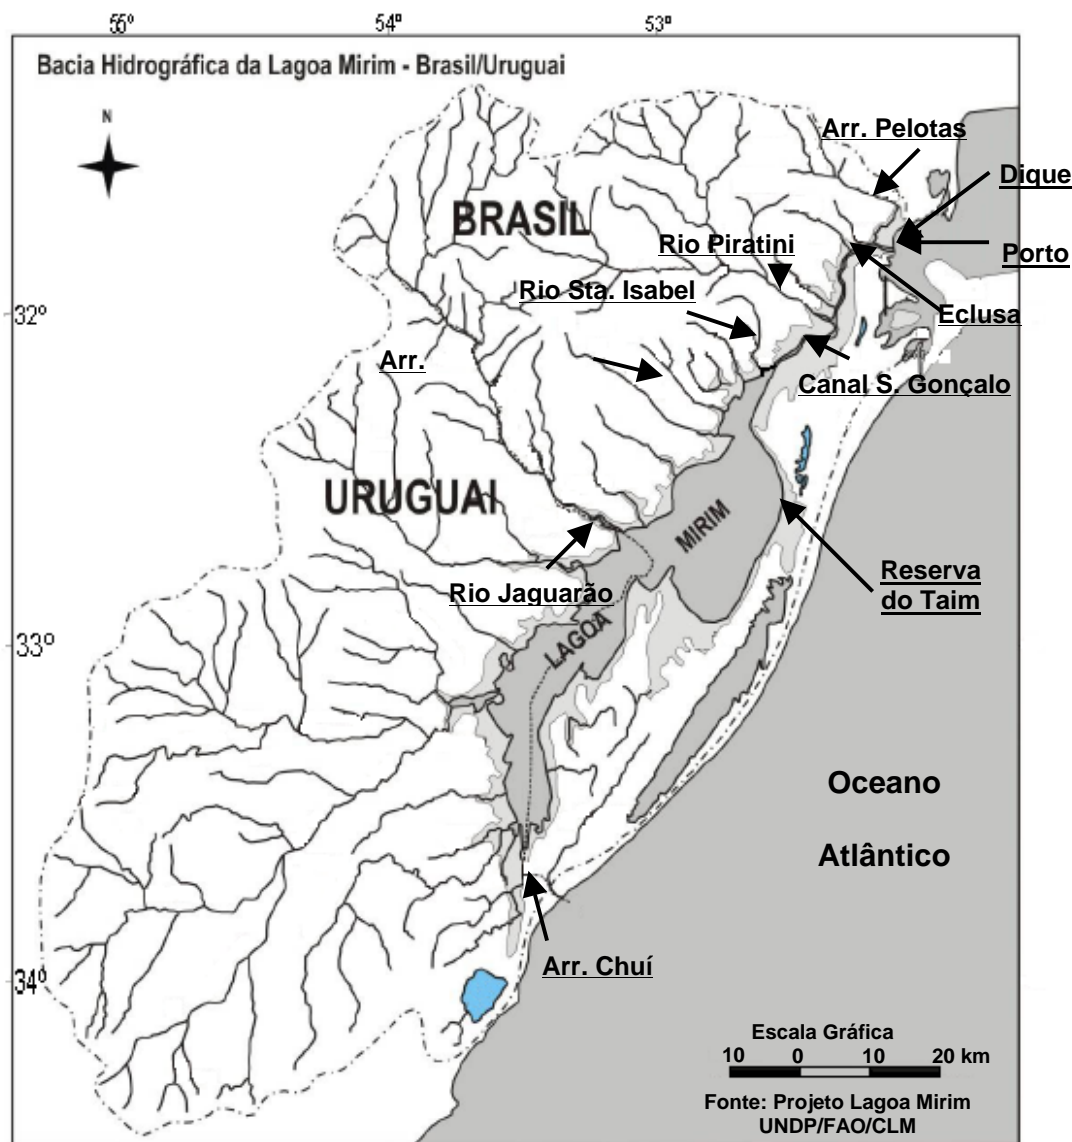 55º 54º 53º
Bacia Hidrográfica da Lagoa Mirim - Brasil/Uruguai
N
Arr. Pelotas
Dique
BRASIL
Rio Piratini
Porto
Rio Sta. Isabel
32º
Eclusa
Arr.
Canal S. Gonçalo
URUGUAI
MIRIM
Reserva
do Taim
Rio Jaguarão
LAGOA
33º
Oceano
Atlântico
Arr. Chuí
34º
Escala Gráfica
10 0 10 20 km
Fonte: Projeto Lagoa Mirim
UNDP/FAO/CLM